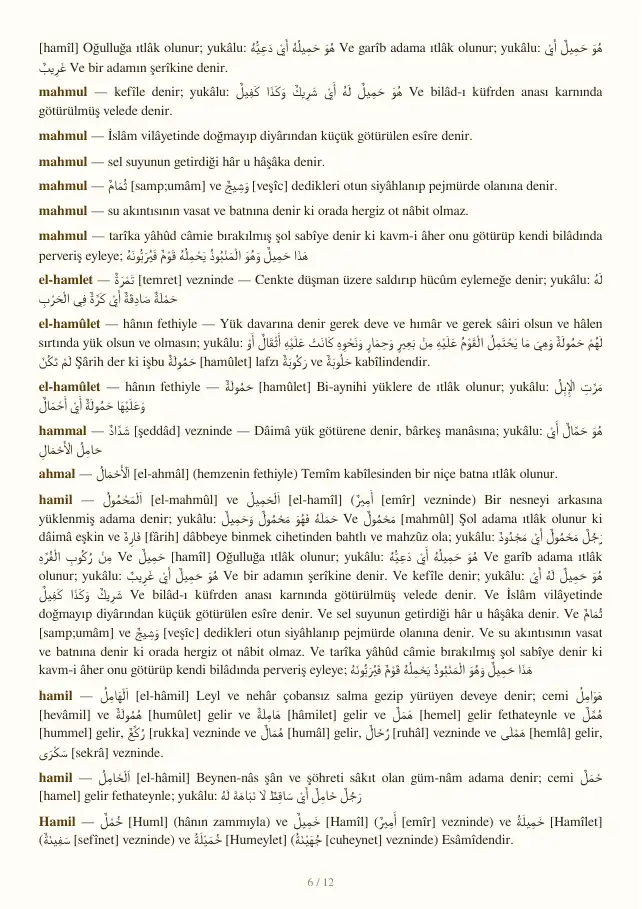 [hamîl] Oğulluğa ıtlâk olunur; yukâlu: هُوَ حَمِيلُهُ أَيْ دَعِيُّهُ Ve garîb adama ıtlâk olunur; yukâlu: هُوَ حَمِيلٌ أَيْ
غَرِيبٌ Ve bir adamın şerîkine denir.
mahmul — kefîle denir; yukâlu: هُوَ حَمِيلٌ لَهُ أَيْ شَرِيكٌ وَكَذَا كَفِيلٌ Ve bilâd-ı küfrden anası karnında
götürülmüş velede denir.
mahmul — İslâm vilâyetinde doğmayıp diyârından küçük götürülen esîre denir.
mahmul — sel suyunun getirdiği hâr u hâşâka denir.
mahmul — ثُمَامٌ [samp;umâm] ve وَشِيجٌ [veşîc] dedikleri otun siyâhlanıp pejmürde olanına denir.
mahmul — su akıntısının vasat ve batnına denir ki orada hergiz ot nâbit olmaz.
mahmul — tarîka yâhûd câmie bırakılmış şol sabîye denir ki kavm-i âher onu götürüp kendi bilâdında
perveriş eyleye; هَذَا حَمِيلٌ وَهُوَ الْمَنْبُوذُ يَحْمِلُهُ قَوْمٌ فَيُرَبُّونَهُ
el-hamlet — تَمْرَةٌ [temret] vezninde — Cenkte düşman üzere saldırıp hücûm eylemeğe denir; yukâlu: لَهُ
حَمْلَةٌ صَادِقَةٌ أَيْ كَرَّةٌ فِي الْحَرْبِ
el-hamûlet — hânın fethiyle — Yük davarına denir gerek deve ve hımâr ve gerek sâiri olsun ve hâlen
sırtında yük olsun ve olmasın; yukâlu: لَهُمْ حَمُولَةٌ وَهِيَ مَا يَحْتَمِلُ الْقَوْمُ عَلَيْهِ مِنْ بَعِيرٍ وَحِمَارٍ وَنَحْوِهِ كَانَتْ عَلَيْهِ أَثْقَالٌ أَوْ
لَمْ تَكُنْ Şârih der ki işbu حَمُولَةٌ [hamûlet] lafzı رَكُوبَةٌ ve حَلُوبَةٌ kabîlindendir.
el-hamûlet — hânın fethiyle — حَمُولَةٌ [hamûlet] Bi-aynihi yüklere de ıtlâk olunur; yukâlu: مَرَّتِ الْإِبِلُ
وَعَلَيْهَا حَمُولَةٌ أَيْ أَحْمَالٌ
hammal — شَدَّادٌ [şeddâd] vezninde — Dâimâ yük götürene denir, bârkeş manâsına; yukâlu: هُوَ حَمَّالٌ أَيْ
حَامِلُ الْأَحْمَالِ
ahmal — اَلْأَحْمَالُ [el-ahmâl] (hemzenin fethiyle) Temîm kabîlesinden bir niçe batna ıtlâk olunur.
hamil — اَلْمَحْمُولُ [el-mahmûl] ve اَلْحَمِيلُ [el-hamîl] (أَمِيرٌ [emîr] vezninde) Bir nesneyi arkasına
yüklenmiş adama denir; yukâlu: حَمَلَهُ فَهُوَ مَحْمُولٌ وَحَمِيلٌ Ve مَحْمُولٌ [mahmûl] Şol adama ıtlâk olunur ki
dâimâ eşkin ve فَارِهٌ [fârih] dâbbeye binmek cihetinden bahtlı ve mahzûz ola; yukâlu: رَجُلٌ مَحْمُولٌ أَيْ مَجْدُودٌ
مِنْ رُكُوبِ الْفُرَّهِ Ve حَمِيلٌ [hamîl] Oğulluğa ıtlâk olunur; yukâlu: هُوَ حَمِيلُهُ أَيْ دَعِيُّهُ Ve garîb adama ıtlâk
olunur; yukâlu: هُوَ حَمِيلٌ أَيْ غَرِيبٌ Ve bir adamın şerîkine denir. Ve kefîle denir; yukâlu: هُوَ حَمِيلٌ لَهُ أَيْ
شَرِيكٌ وَكَذَا كَفِيلٌ Ve bilâd-ı küfrden anası karnında götürülmüş velede denir. Ve İslâm vilâyetinde
doğmayıp diyârından küçük götürülen esîre denir. Ve sel suyunun getirdiği hâr u hâşâka denir. Ve ثُمَامٌ
[samp;umâm] ve وَشِيجٌ [veşîc] dedikleri otun siyâhlanıp pejmürde olanına denir. Ve su akıntısının vasat
ve batnına denir ki orada hergiz ot nâbit olmaz. Ve tarîka yâhûd câmie bırakılmış şol sabîye denir ki
kavm-i âher onu götürüp kendi bilâdında perveriş eyleye; هَذَا حَمِيلٌ وَهُوَ الْمَنْبُوذُ يَحْمِلُهُ قَوْمٌ فَيُرَبُّونَهُ
hamil — اَلْهَامِلُ [el-hâmil] Leyl ve nehâr çobansız salma gezip yürüyen deveye denir; cemi هَوَامِلُ
[hevâmil] ve هُمُولَةٌ [humûlet] gelir ve هَامِلَةٌ [hâmilet] gelir ve هَمَلٌ [hemel] gelir fethateynle ve هُمَّلٌ
[hummel] gelir, رُكَّعٌ [rukka] vezninde ve هُمَالٌ [humâl] gelir, رُخَالٌ [ruhâl] vezninde ve هَمْلَى [hemlâ] gelir,
سَكْرَى [sekrâ] vezninde.
hamil — اَلْخَامِلُ [el-hâmil] Beynen-nâs şân ve şöhreti sâkıt olan güm-nâm adama denir; cemi خَمَلٌ
[hamel] gelir fethateynle; yukâlu: رَجُلٌ خَامِلٌ أَيْ سَاقِطٌ لَا نَبَاهَةَ لَهُ
Hamil — خُمْلٌ [Huml] (hânın zammıyla) ve خَمِيلٌ [Hamîl] (أَمِيرٌ [emîr] vezninde) ve خَمِيلَةُ [Hamîlet]
(سَفِينَةٌ [sefînet] vezninde) ve خُمَيْلَةُ [Humeylet] (جُهَيْنَةُ [cuheynet] vezninde) Esâmîdendir.
6 / 12